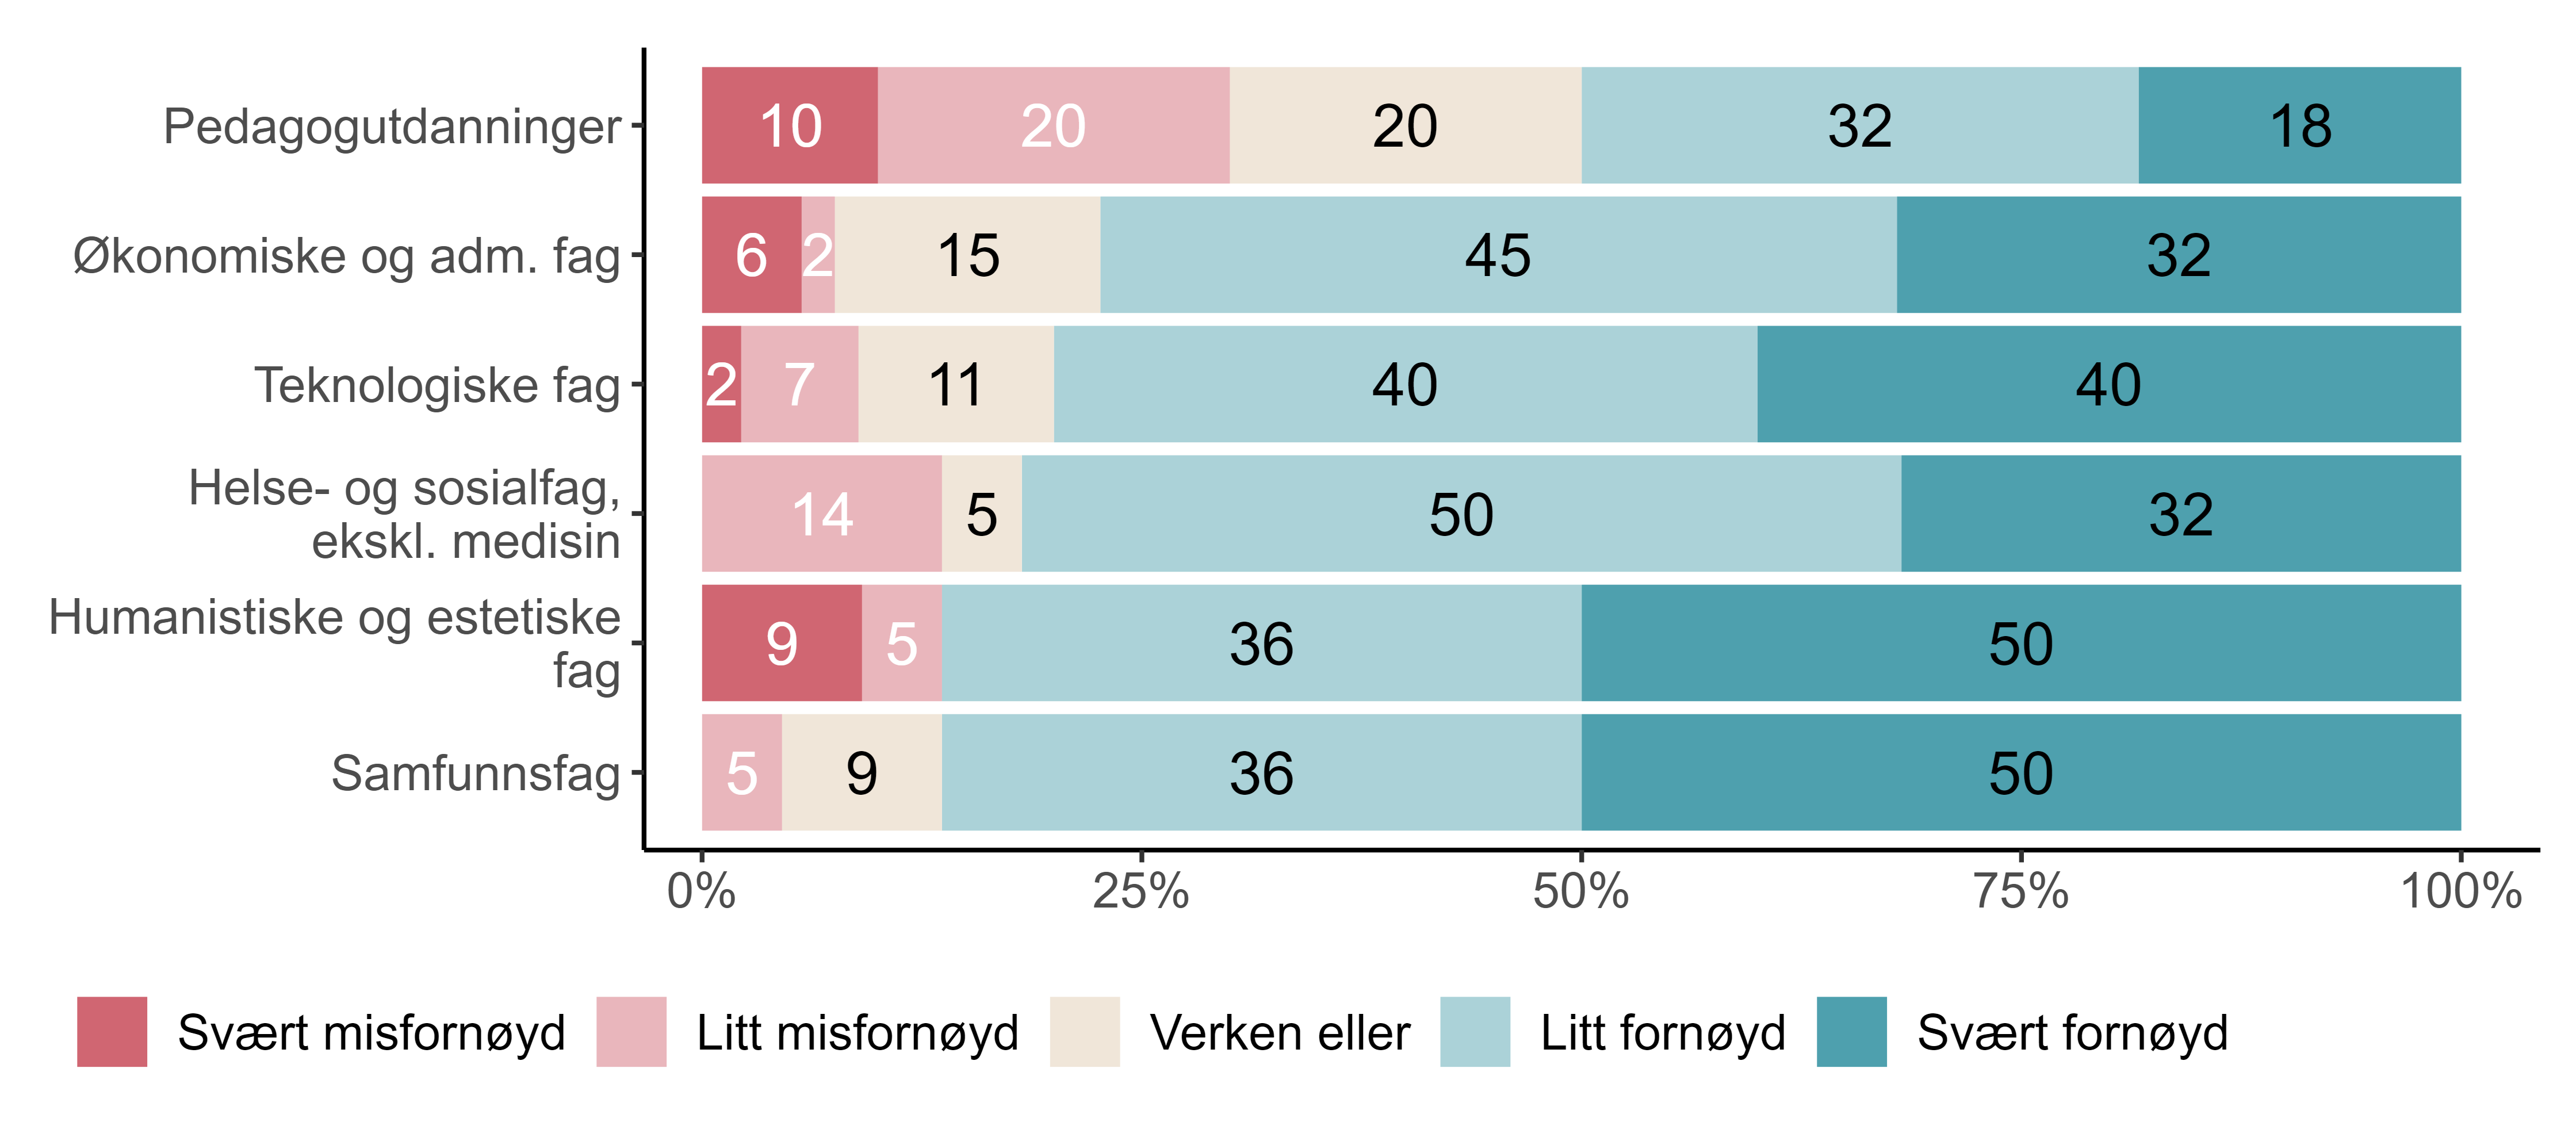 Pedagogutdanninger 10 20 20 32 18
Økonomiske og adm. fag 6 2 15 45 32
Teknologiske fag 2 7 11 40 40
Helse- og sosialfag,
ekskl. medisin 14 5 50 32
Humanistiske og estetiske
fag 9 5 36 50
Samfunnsfag 5 9 36 50
0% 25% 50% 75% 100%
Svært misfornøyd Litt misfornøyd Verken eller Litt fornøyd Svært fornøyd